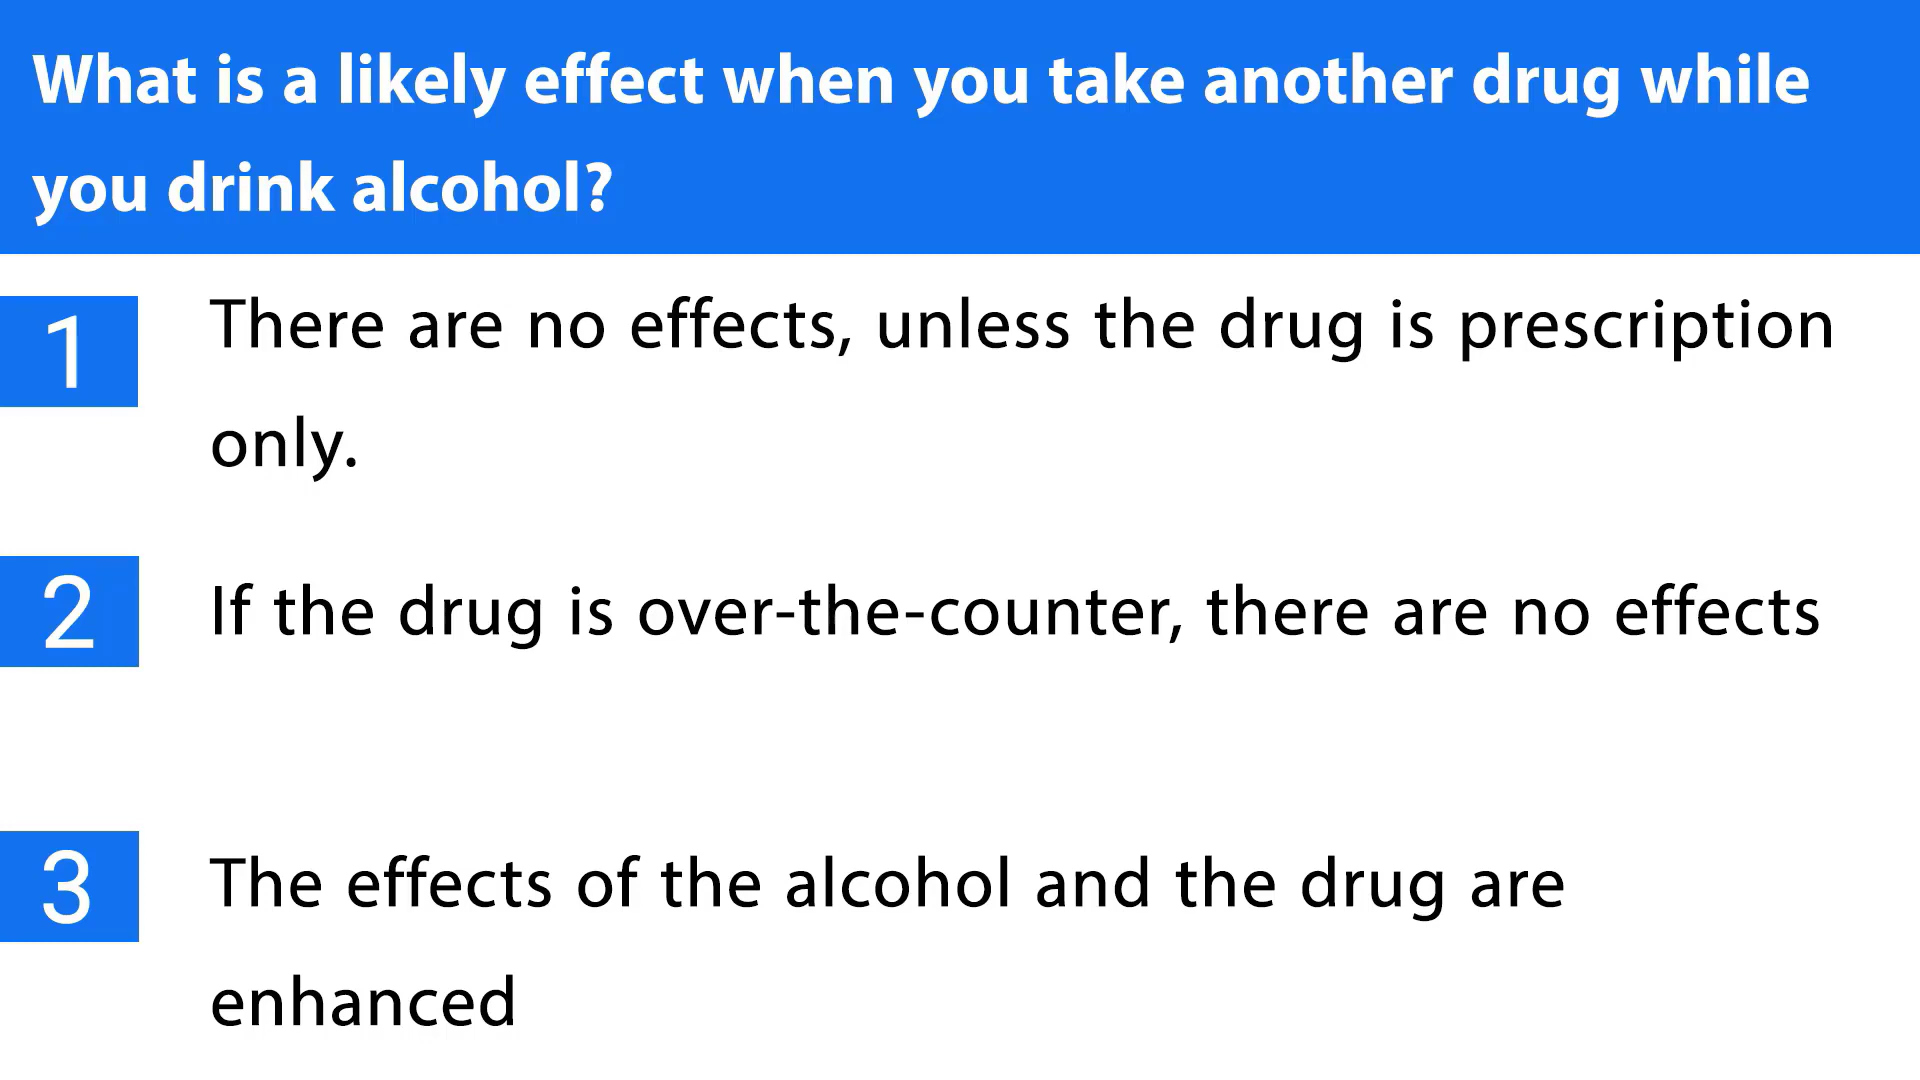 What is a likely effect when you take another drug while
you drink alcohol?
1
There are no effects, unless the drug is prescription
only.
2
If the drug is over-the-counter, there are no effects
3
The effects of the alcohol and the drug are
enhanced